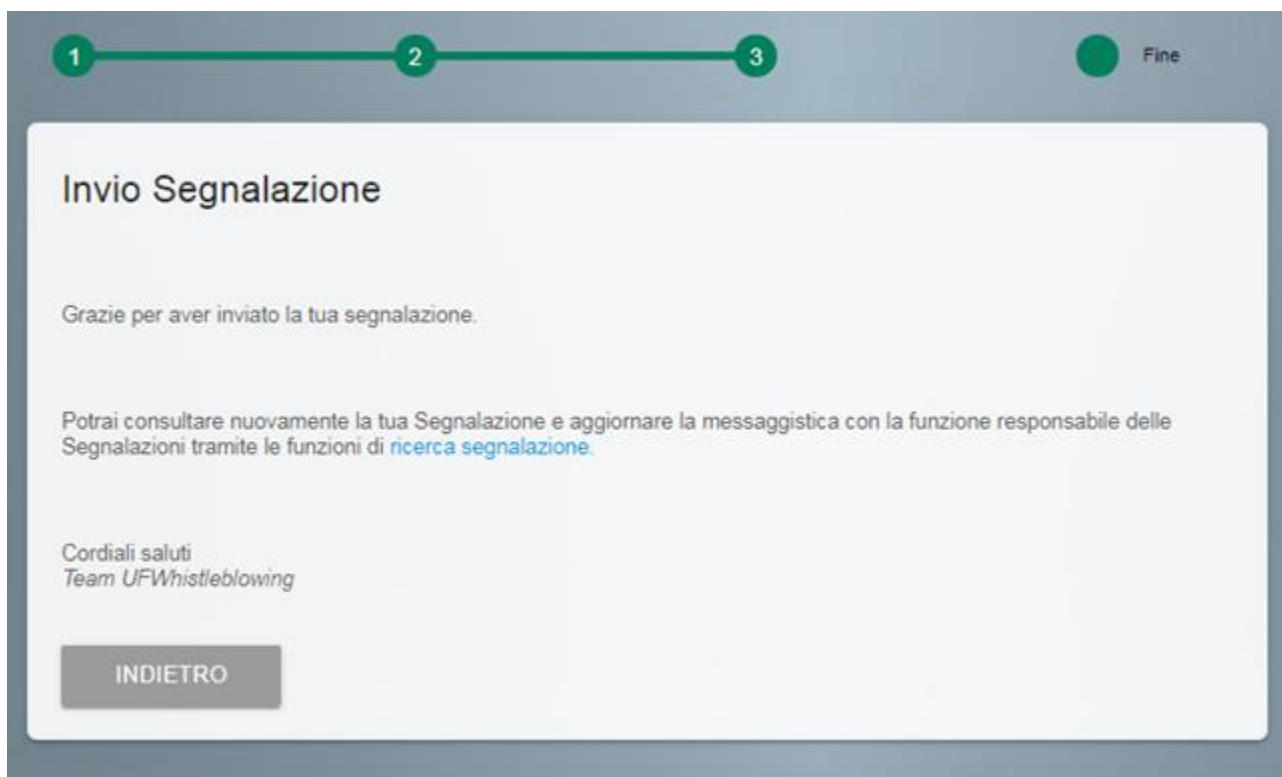 1
2
3
Fine
Invio Segnalazione
Grazie per aver inviato la tua segnalazione.
Potrai consultare nuovamente la tua Segnalazione e aggiornare la messaggistica con la funzione responsabile delle
Segnalazioni tramite le funzioni di ricerca segnalazione.
Cordiali saluti
Team UFWhistleblowing
INDIETRO